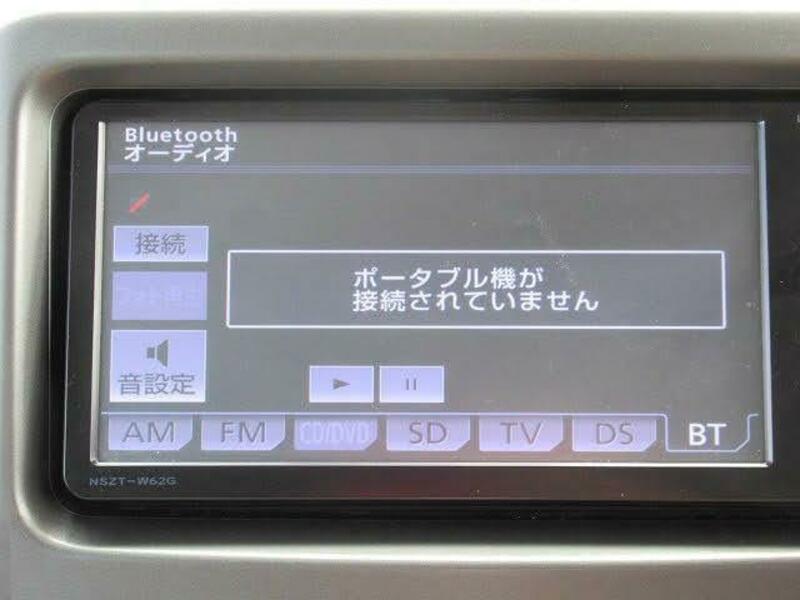 Bluetooth
オーディオ
接続
ポータブル機が
接続されていません
音設定
AM FM CD/DVD SD TV DS BT
NSZT-W62G